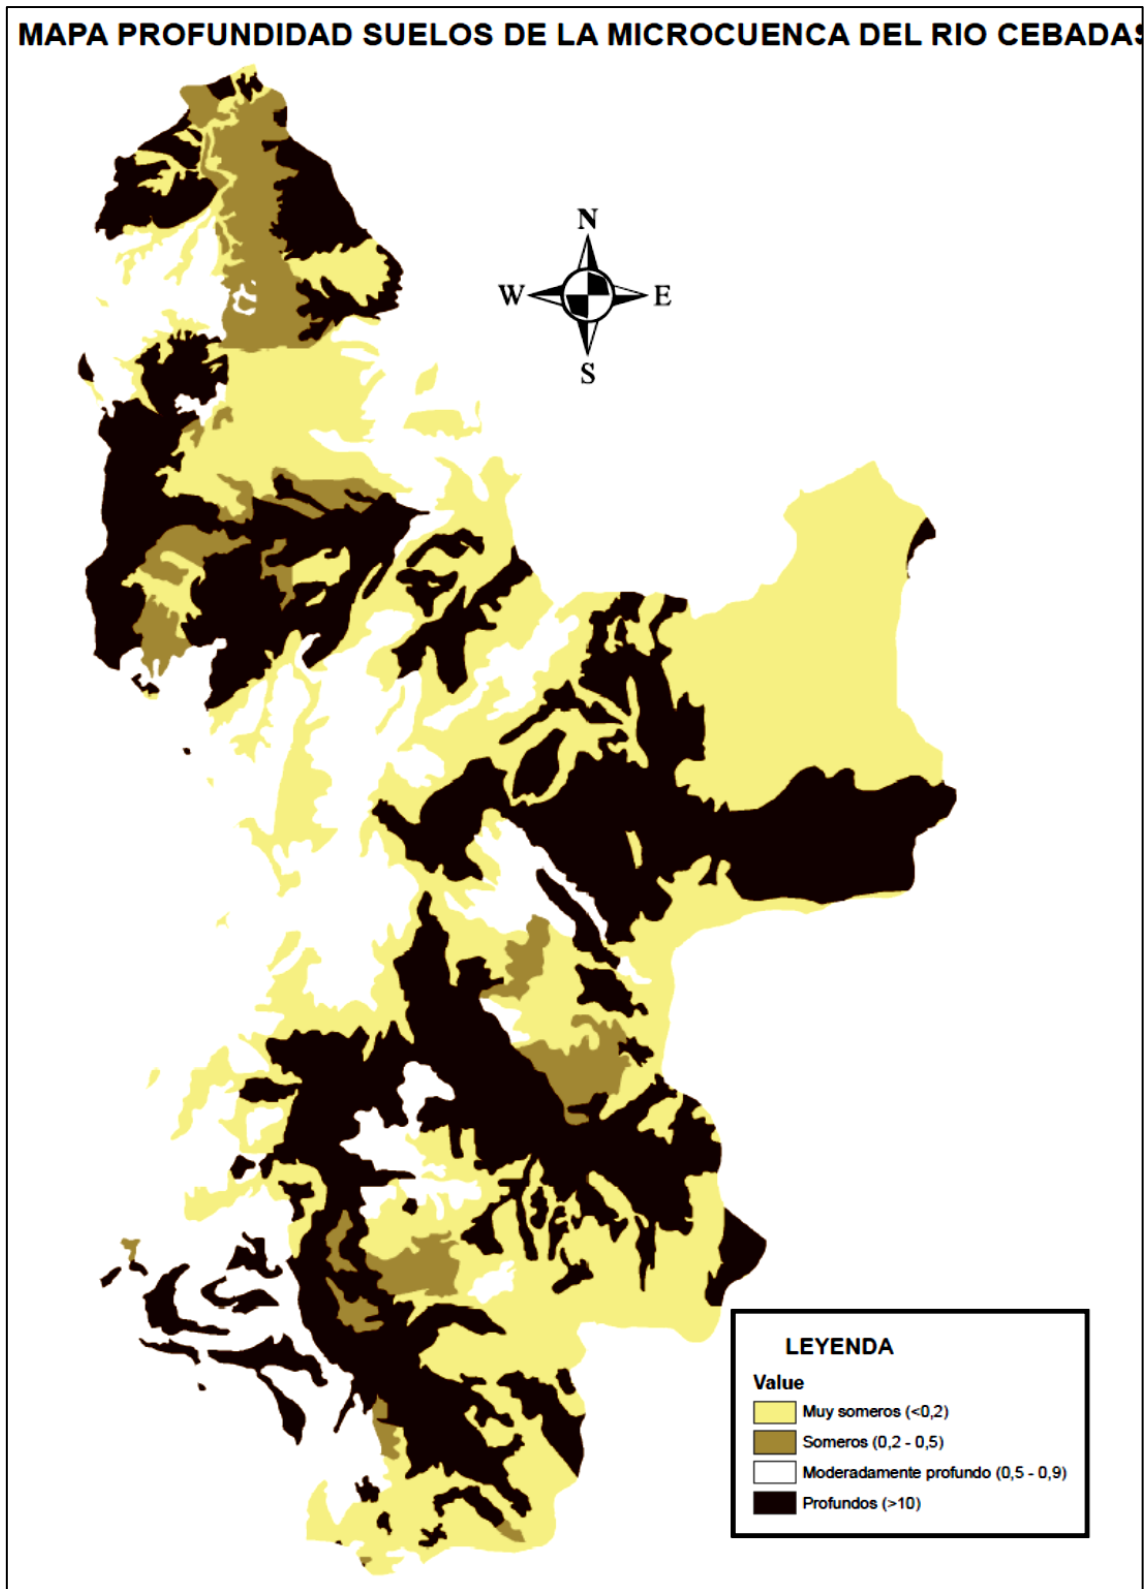 MAPA PROFUNDIDAD SUELOS DE LA MICROCUENCA DEL RIO CEBADAS
N
W E
S
LEYENDA
Value
Muy someros (<0,2)
Someros (0,2 - 0,5)
Moderadamente profundo (0,5 - 0,9)
Profundos (>10)